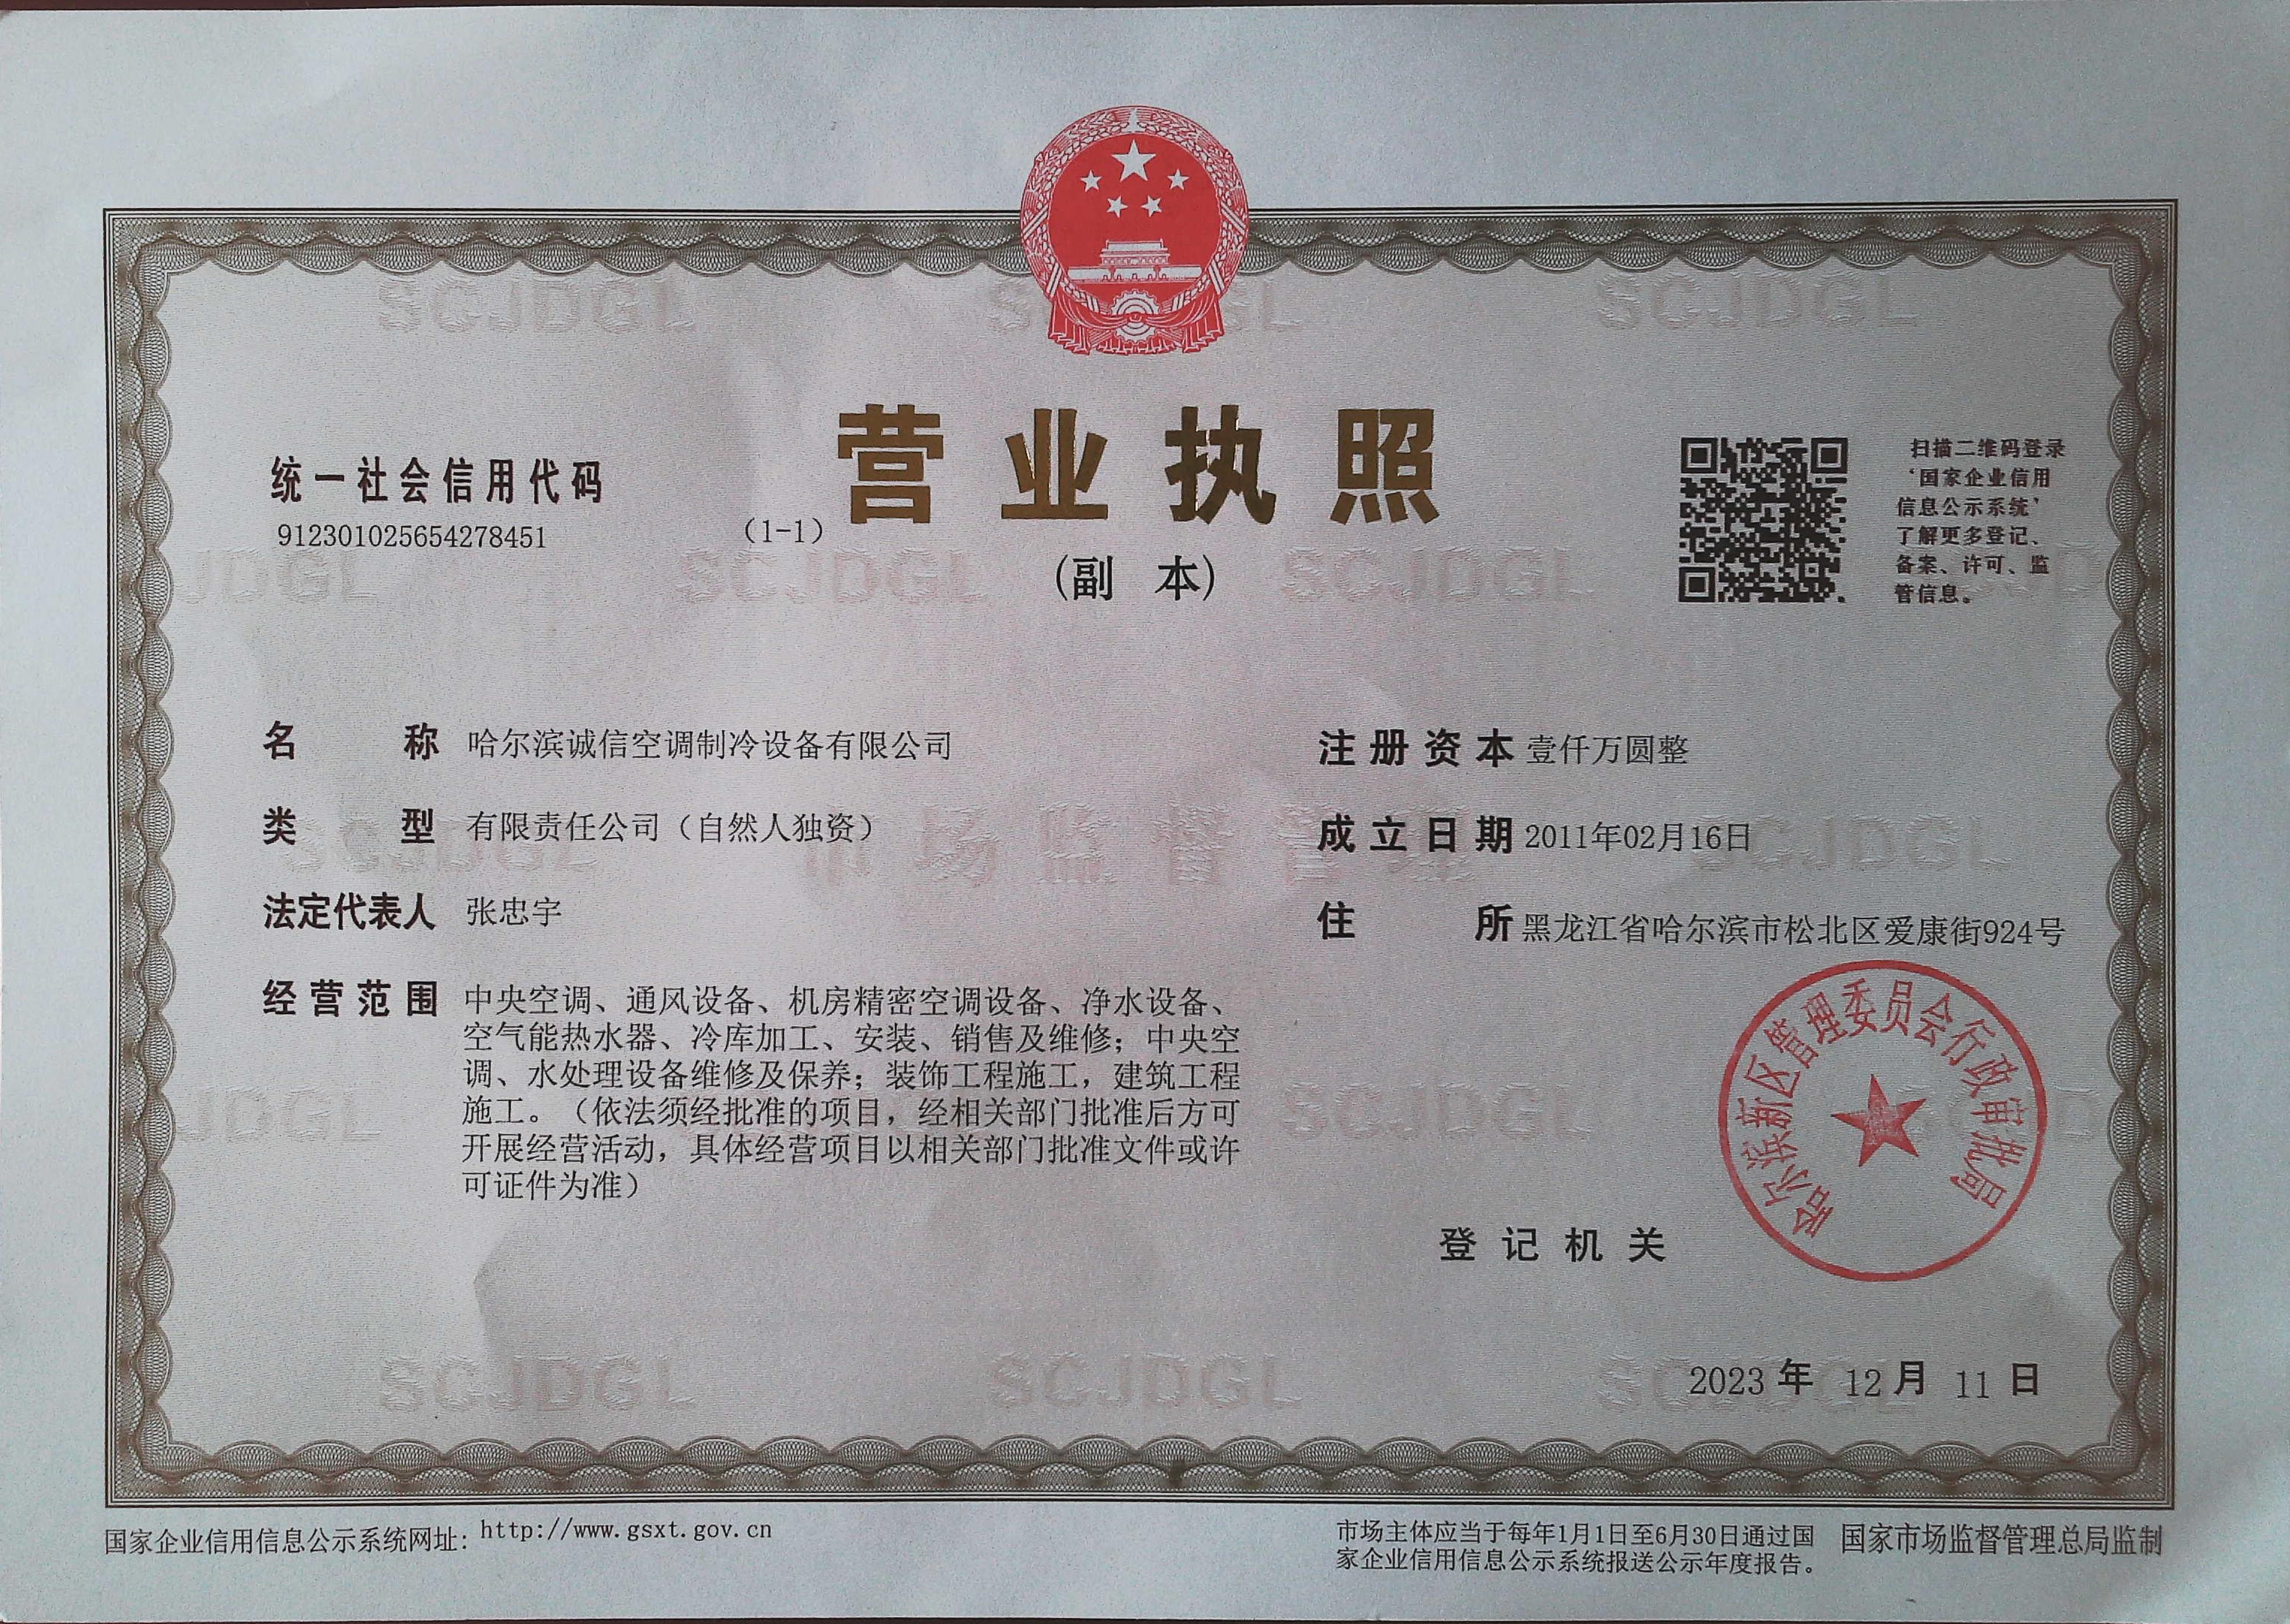 营业执照
(副 本)
统一社会信用代码
912301025654278451
(1-1)
扫描二维码登录
‘国家企业信用
信息公示系统’
了解更多登记、
备案、许可、监
管信息。
名 称 哈尔滨诚信空调制冷设备有限公司
类 型 有限责任公司（自然人独资）
法定代表人 张忠宇
经营范围 中央空调、通风设备、机房精密空调设备、净水设备、
空气能热水器、冷库加工、安装、销售及维修；中央空
调、水处理设备维修及保养；装饰工程施工，建筑工程
施工。（依法须经批准的项目，经相关部门批准后方可
开展经营活动，具体经营项目以相关部门批准文件或许
可证件为准）
注册资本 壹仟万圆整
成立日期 2011年02月16日
住 所 黑龙江省哈尔滨市松北区爱康街924号
哈尔滨新区管理委员会行政审批局
登记机关
2023 年 12 月 11 日
国家企业信用信息公示系统网址: http://www.gsxt.gov.cn
市场主体应当于每年1月1日至6月30日通过国
家企业信用信息公示系统报送公示年度报告。
国家市场监督管理总局监制
SCJDGL
市场监督管理